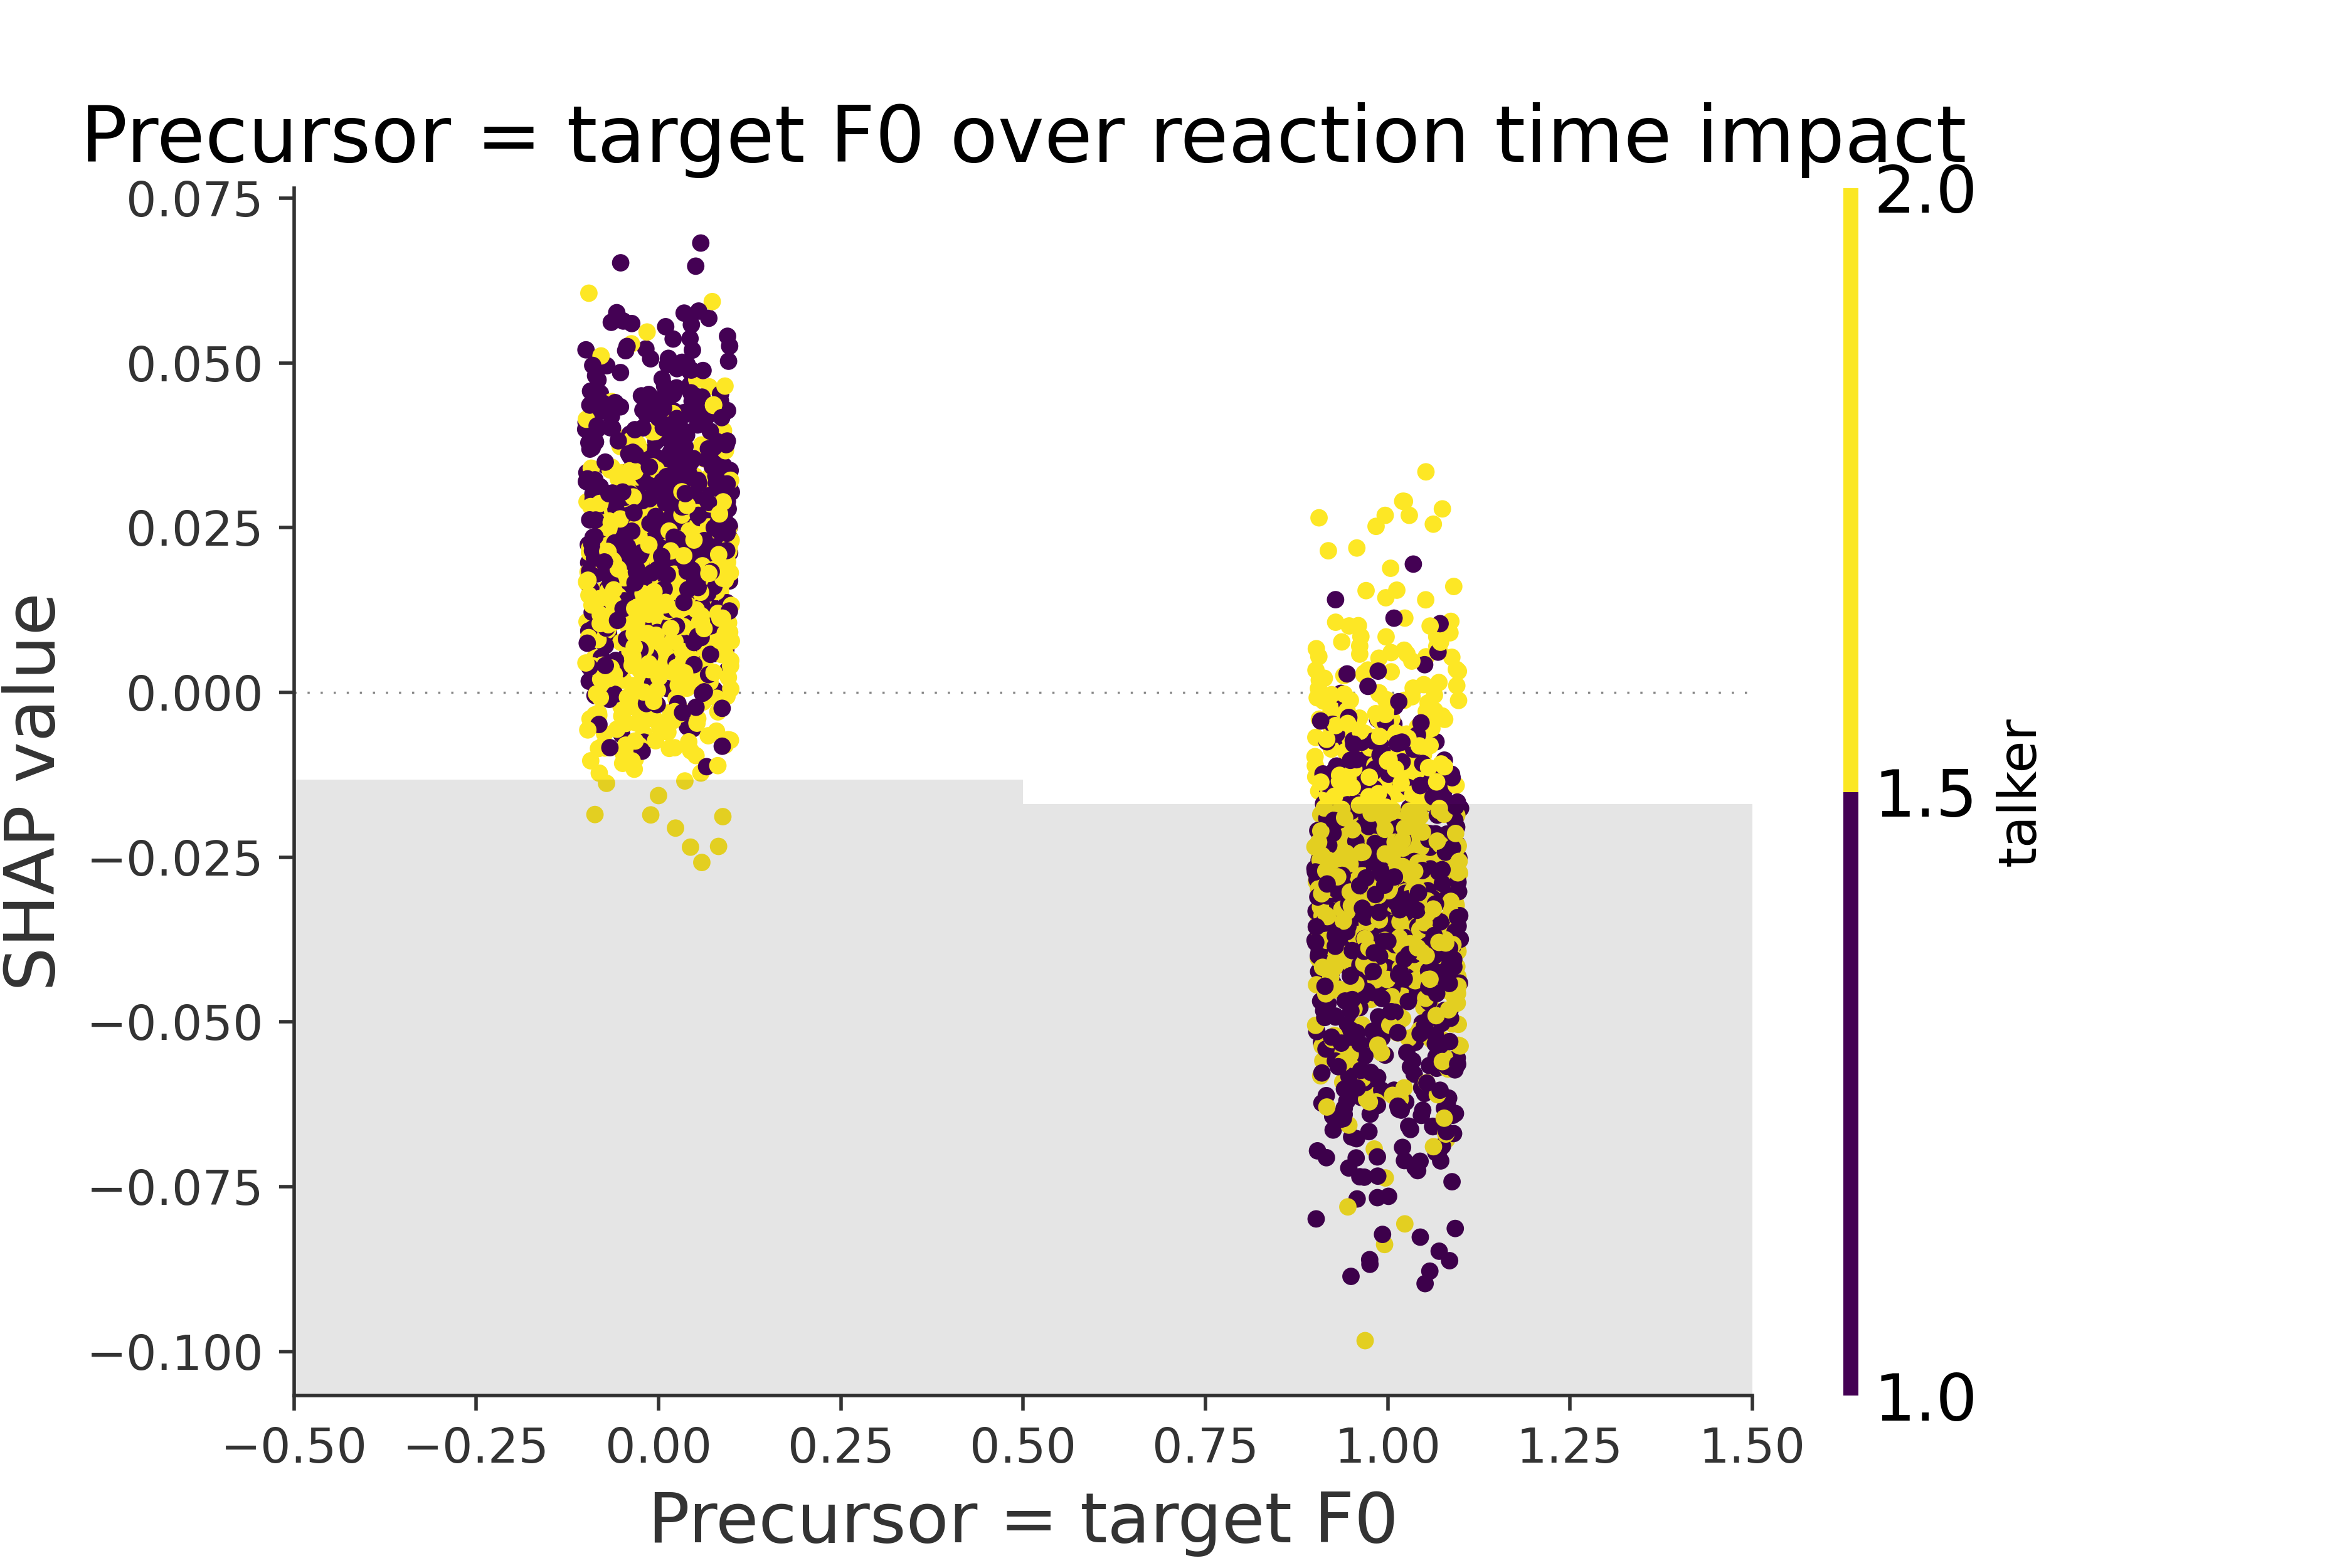 Precursor = target F0 over reaction time impact
0.075
0.050
0.025
0.000
−0.025
−0.050
−0.075
−0.100
SHAP value
−0.50 −0.25 0.00 0.25 0.50 0.75 1.00 1.25 1.50
Precursor = target F0
2.0
1.5
1.0
talker